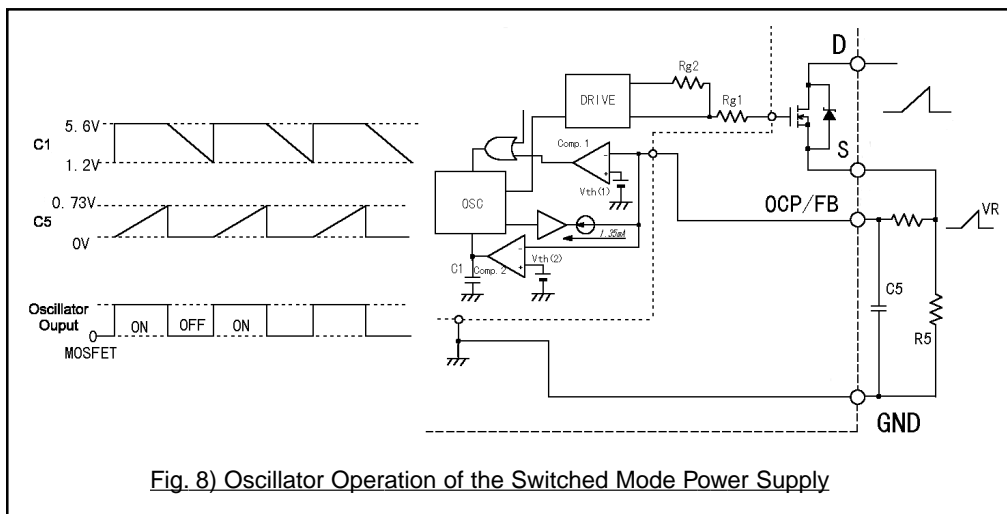 5.6V
C1
1.2V
0.73V
C5
0V
Oscillator
Ouput
0
ON OFF ON
MOSFET
DRIVE
Rg2
Rg1
D
S
Comp.1
-
+
Vth(1)
OSC
1.35mA
OCP/FB
VR
C1
Comp.2
-
+
Vth(2)
C5
R5
GND
Fig. 8) Oscillator Operation of the Switched Mode Power Supply